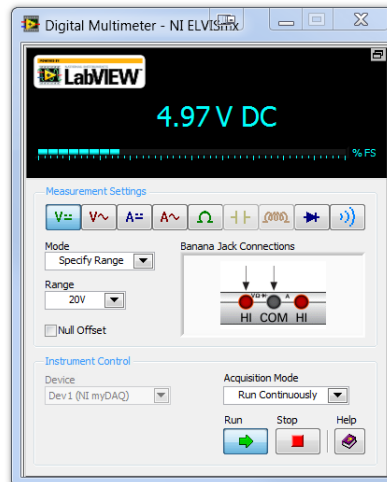 Digital Multimeter - NI ELVISmx
LabVIEW
4.97 V DC
% FS
Measurement Settings
V V A A Ω
Mode
Banana Jack Connections
Specify Range
Range
20V
Null Offset
VΩ A
HI COM HI
Instrument Control
Device
Acquisition Mode
Dev1 (NI myDAQ)
Run Continuously
Run Stop Help